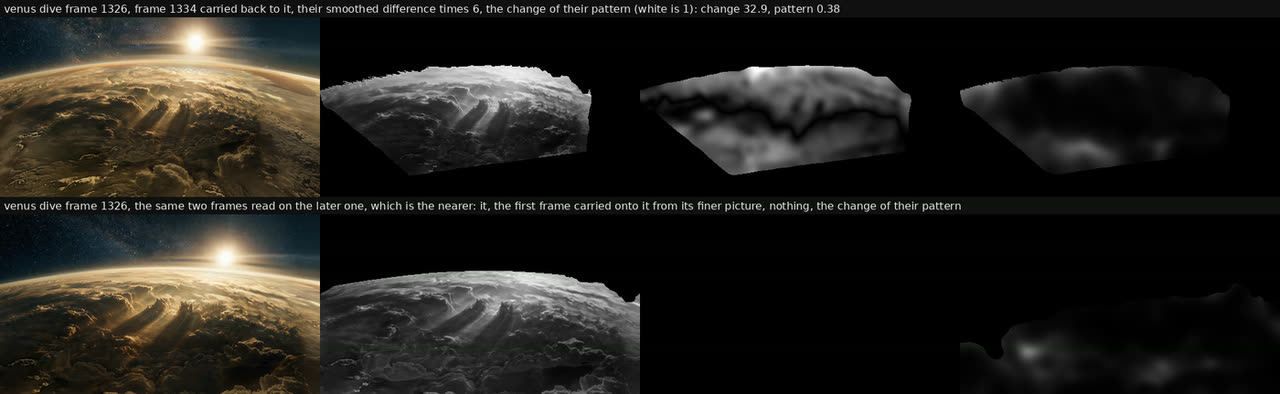 venus dive frame 1326, frame 1334 carried back to it, their smoothed difference times 6, the change of their pattern (white is 1): change 32.9, pattern 0.38
venus dive frame 1326, the same two frames read on the later one, which is the nearer: it, the first frame carried onto it from its finer picture, nothing, the change of their pattern